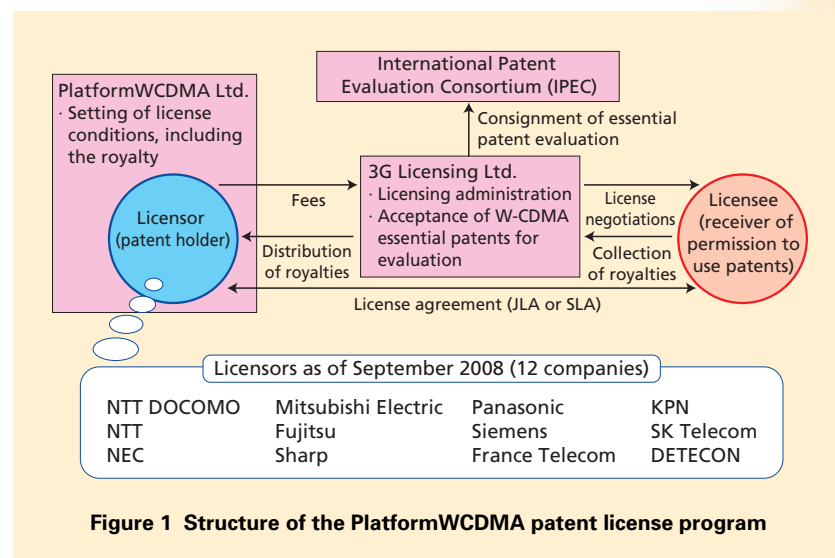 International Patent
Evaluation Consortium (IPEC)
PlatformWCDMA Ltd.
· Setting of license
conditions, including
the royalty
Consignment of essential
patent evaluation
Licensor
(patent holder)
Fees
Distribution
of royalties
3G Licensing Ltd.
· Licensing administration
· Acceptance of W-CDMA
essential patents for
evaluation
License
negotiations
Collection
of royalties
Licensee
(receiver of
permission to
use patents)
License agreement (JLA or SLA)
Licensors as of September 2008 (12 companies)
NTT DOCOMO Mitsubishi Electric Panasonic KPN
NTT Fujitsu Siemens SK Telecom
NEC Sharp France Telecom DETECON
Figure 1 Structure of the PlatformWCDMA patent license program